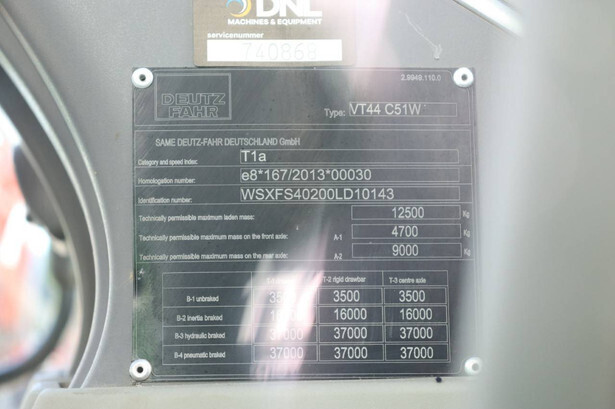 DNL
MACHINES & EQUIPMENT
servicenummer
740868
2.9949.110.0
DEUTZ
FAHR
Type: VT44 C51W
SAME DEUTZ-FAHR DEUTSCHLAND GmbH
Category and speed index: T1a
Homologation number: e8*167/2013*00030
Identification number: WSXFS40200LD10143
Technically permissible maximum laden mass: 12500 Kg
Technically permissible maximum mass on the front axle: A-1 4700 Kg
Technically permissible maximum mass on the rear axle: A-2 9000 Kg
T-2 rigid drawbar T-3 centre axle
B-1 unbraked 3500 3500
B-2 inertia braked 16000 16000
B-3 hydraulic braked 37000 37000 37000
B-4 pneumatic braked 37000 37000 37000